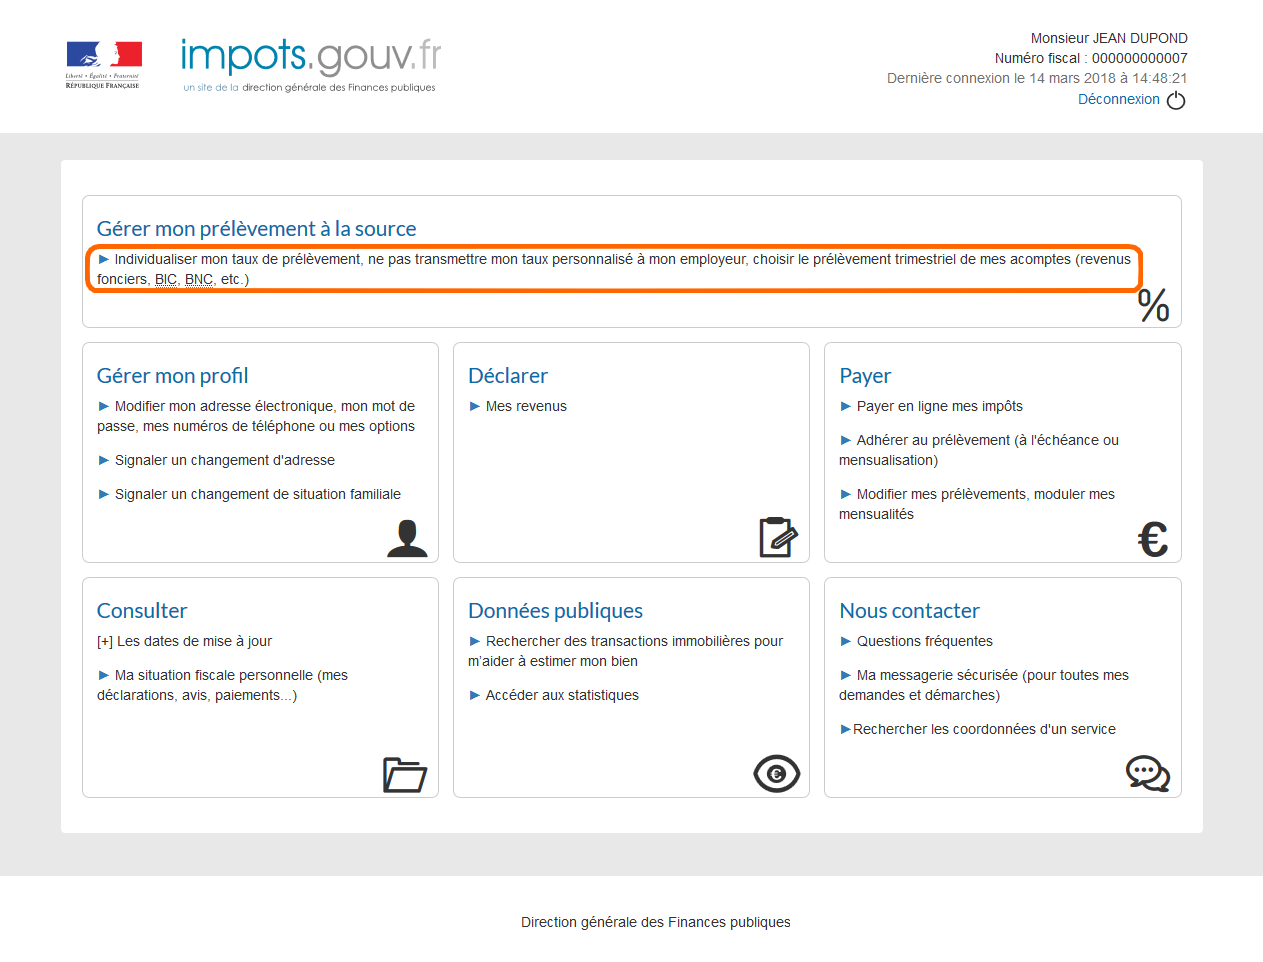 Liberté • Égalité • Fraternité
RÉPUBLIQUE FRANÇAISE
impots.gouv.fr
un site de la direction générale des Finances publiques
Monsieur JEAN DUPOND
Numéro fiscal : 000000000007
Dernière connexion le 14 mars 2018 à 14:48:21
Déconnexion
Gérer mon prélèvement à la source
► Individualiser mon taux de prélèvement, ne pas transmettre mon taux personnalisé à mon employeur, choisir le prélèvement trimestriel de mes acomptes (revenus
fonciers, BIC, BNC, etc.)
%
Gérer mon profil
► Modifier mon adresse électronique, mon mot de
passe, mes numéros de téléphone ou mes options
► Signaler un changement d'adresse
► Signaler un changement de situation familiale
Déclarer
► Mes revenus
Payer
► Payer en ligne mes impôts
► Adhérer au prélèvement (à l'échéance ou
mensualisation)
► Modifier mes prélèvements, moduler mes
mensualités
€
Consulter
[+] Les dates de mise à jour
► Ma situation fiscale personnelle (mes
déclarations, avis, paiements...)
Données publiques
► Rechercher des transactions immobilières pour
m'aider à estimer mon bien
► Accéder aux statistiques
€
Nous contacter
► Questions fréquentes
► Ma messagerie sécurisée (pour toutes mes
demandes et démarches)
►Rechercher les coordonnées d'un service
Direction générale des Finances publiques